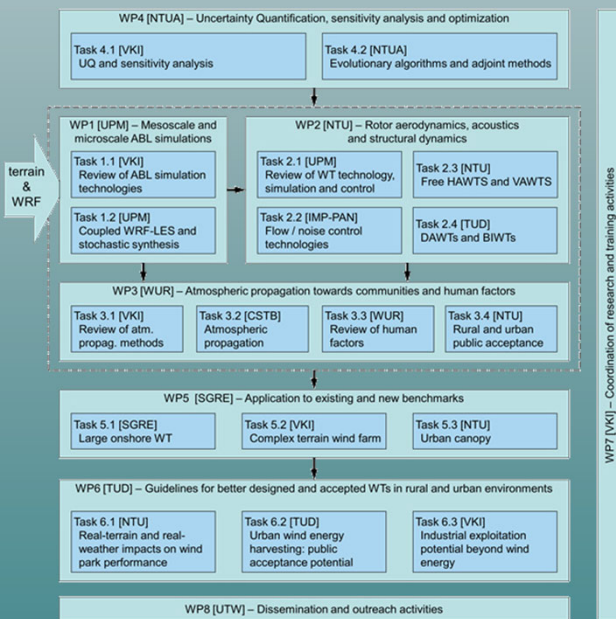 WP4 [NTUA] – Uncertainty Quantification, sensitivity analysis and optimization
Task 4.1 [VKI]
UQ and sensitivity analysis
Task 4.2 [NTUA]
Evolutionary algorithms and adjoint methods
terrain
&
WRF
WP1 [UPM] – Mesoscale and
microscale ABL simulations
Task 1.1 [VKI]
Review of ABL simulation
technologies
Task 1.2 [UPM]
Coupled WRF-LES and
stochastic synthesis
WP2 [NTU] – Rotor aerodynamics, acoustics
and structural dynamics
Task 2.1 [UPM]
Review of WT technology,
simulation and control
Task 2.3 [NTU]
Free HAWTS and VAWTS
Task 2.2 [IMP-PAN]
Flow / noise control
technologies
Task 2.4 [TUD]
DAWTs and BIWTs
WP3 [WUR] – Atmospheric propagation towards communities and human factors
Task 3.1 [VKI]
Review of atm.
propag. methods
Task 3.2 [CSTB]
Atmospheric
propagation
Task 3.3 [WUR]
Review of human
factors
Task 3.4 [NTU]
Rural and urban
public acceptance
WP5 [SGRE] – Application to existing and new benchmarks
Task 5.1 [SGRE]
Large onshore WT
Task 5.2 [VKI]
Complex terrain wind farm
Task 5.3 [NTU]
Urban canopy
WP6 [TUD] – Guidelines for better designed and accepted WTs in rural and urban environments
Task 6.1 [NTU]
Real-terrain and real-
weather impacts on wind
park performance
Task 6.2 [TUD]
Urban wind energy
harvesting: public
acceptance potential
Task 6.3 [VKI]
Industrial exploitation
potential beyond wind
energy
WP8 [UTW] – Dissemination and outreach activities
WP7 [VKI] – Coordination of research and training activities